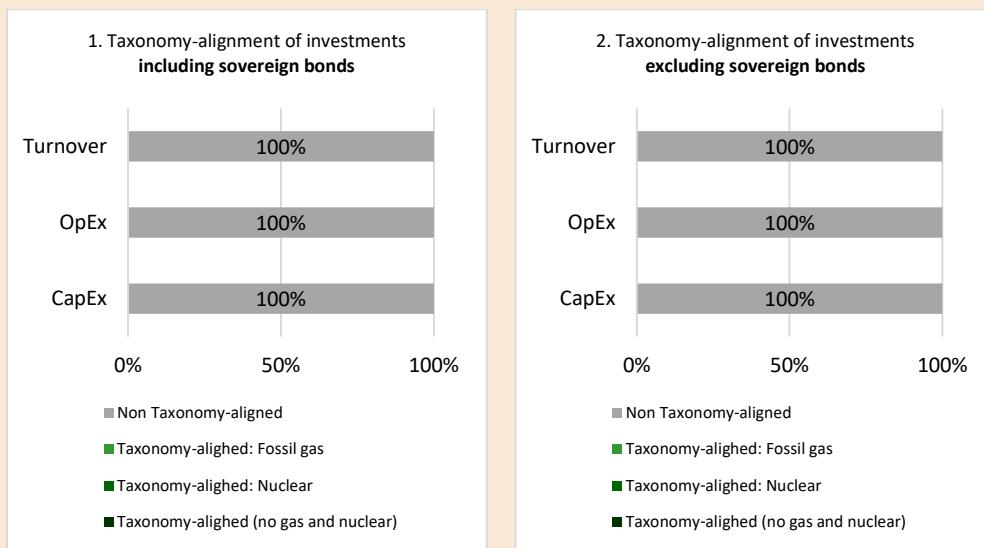 1. Taxonomy-alignment of investments
including sovereign bonds
Turnover 100%
OpEx 100%
CapEx 100%
0% 50% 100%
Non Taxonomy-aligned
Taxonomy-alighed: Fossil gas
Taxonomy-alighed: Nuclear
Taxonomy-alighed (no gas and nuclear)
2. Taxonomy-alignment of investments
excluding sovereign bonds
Turnover 100%
OpEx 100%
CapEx 100%
0% 50% 100%
Non Taxonomy-aligned
Taxonomy-alighed: Fossil gas
Taxonomy-alighed: Nuclear
Taxonomy-alighed (no gas and nuclear)